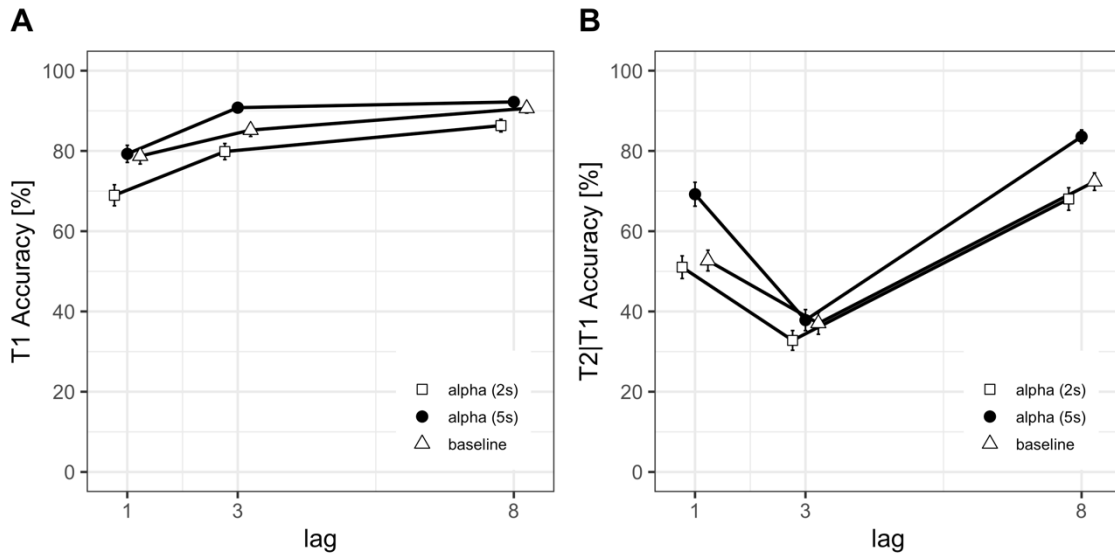 A
T1 Accuracy [%]
100
80
60
40
20
0
alpha (2s)
alpha (5s)
baseline
1
3
8
lag
B
T2|T1 Accuracy [%]
100
80
60
40
20
0
alpha (2s)
alpha (5s)
baseline
1
3
8
lag